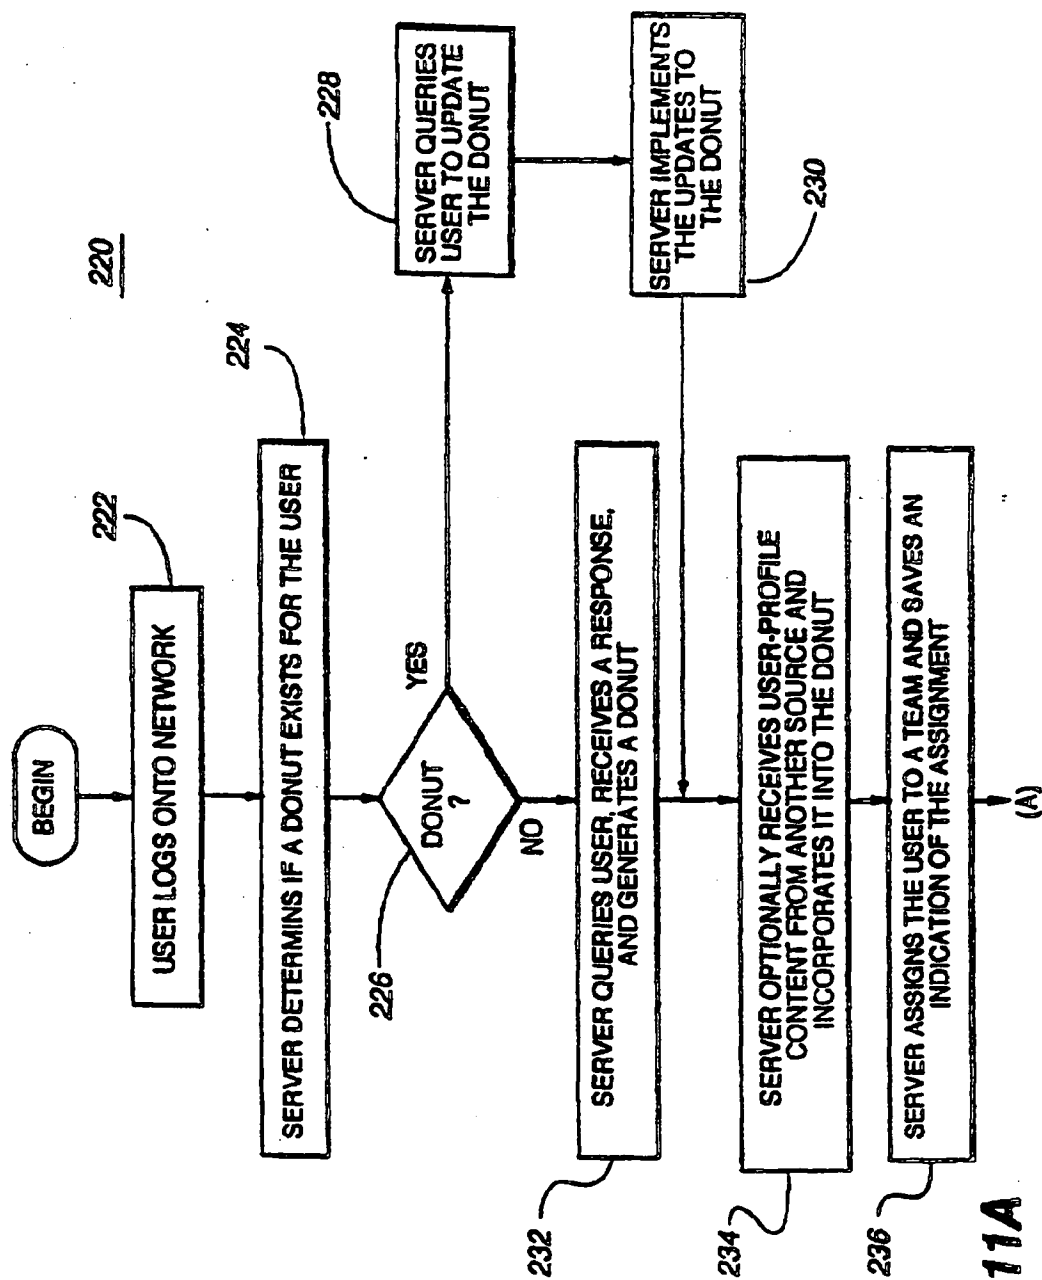 220
BEGIN
222
USER LOGS ONTO NETWORK
224
SERVER DETERMINS IF A DONUT EXISTS FOR THE USER
226
DONUT
?
YES
NO
228
SERVER QUERIES
USER TO UPDATE
THE DONUT
SERVER IMPLEMENTS
THE UPDATES TO
THE DONUT
230
232
SERVER QUERIES USER, RECEIVES A RESPONSE,
AND GENERATES A DONUT
234
SERVER OPTIONALLY RECEIVES USER-PROFILE
CONTENT FROM ANOTHER SOURCE AND
INCORPORATES IT INTO THE DONUT
236
SERVER ASSIGNS THE USER TO A TEAM AND SAVES AN
INDICATION OF THE ASSIGNMENT
(A)
11A